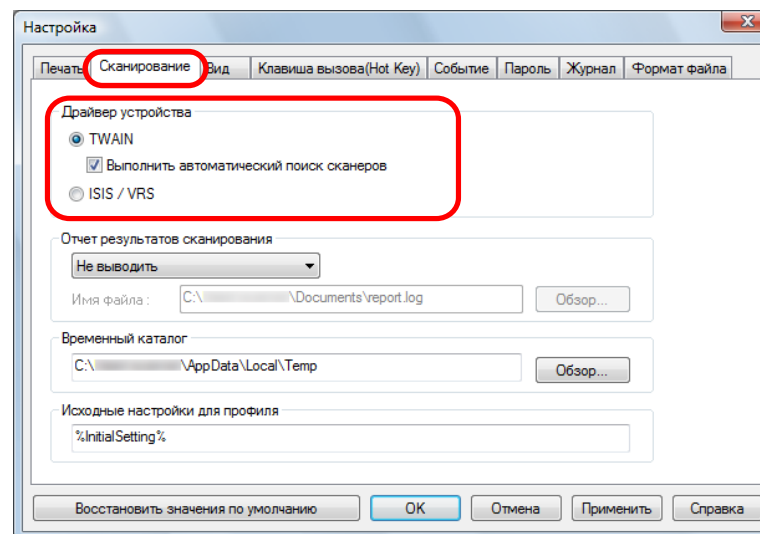 Настройка
Печать Сканирование Вид Клавиша вызова(Hot Key) Событие Пароль Журнал Формат файла
Драйвер устройства
TWAIN
Выполнить автоматический поиск сканеров
ISIS / VRS
Отчет результатов сканирования
Не выводить
Имя файла : C:\ \Documents\report.log Обзор...
Временный каталог
C:\ \AppData\Local\Temp Обзор...
Исходные настройки для профиля
%InitialSetting%
Восстановить значения по умолчанию OK Отмена Применить Справка